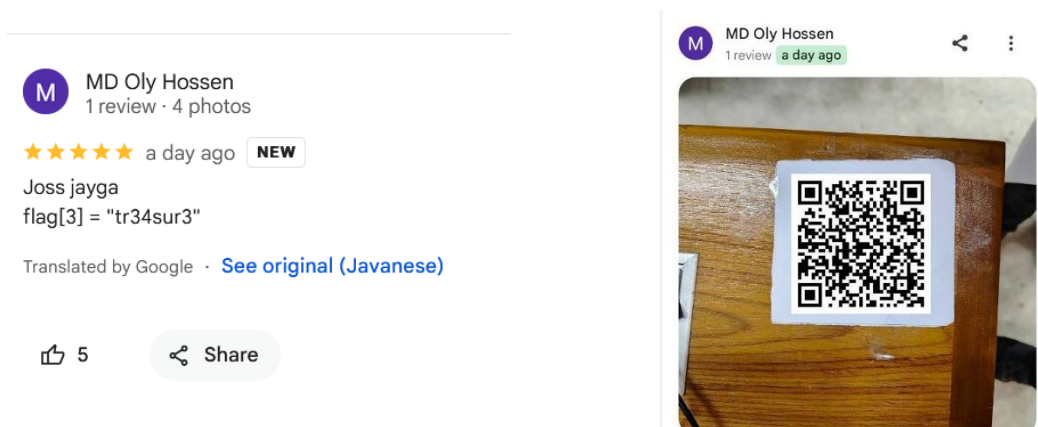 MD Oly Hossen
1 review · 4 photos
a day ago NEW
Joss jayga
flag[3] = "tr34sur3"
Translated by Google · See original (Javanese)
5
Share
MD Oly Hossen
1 review a day ago